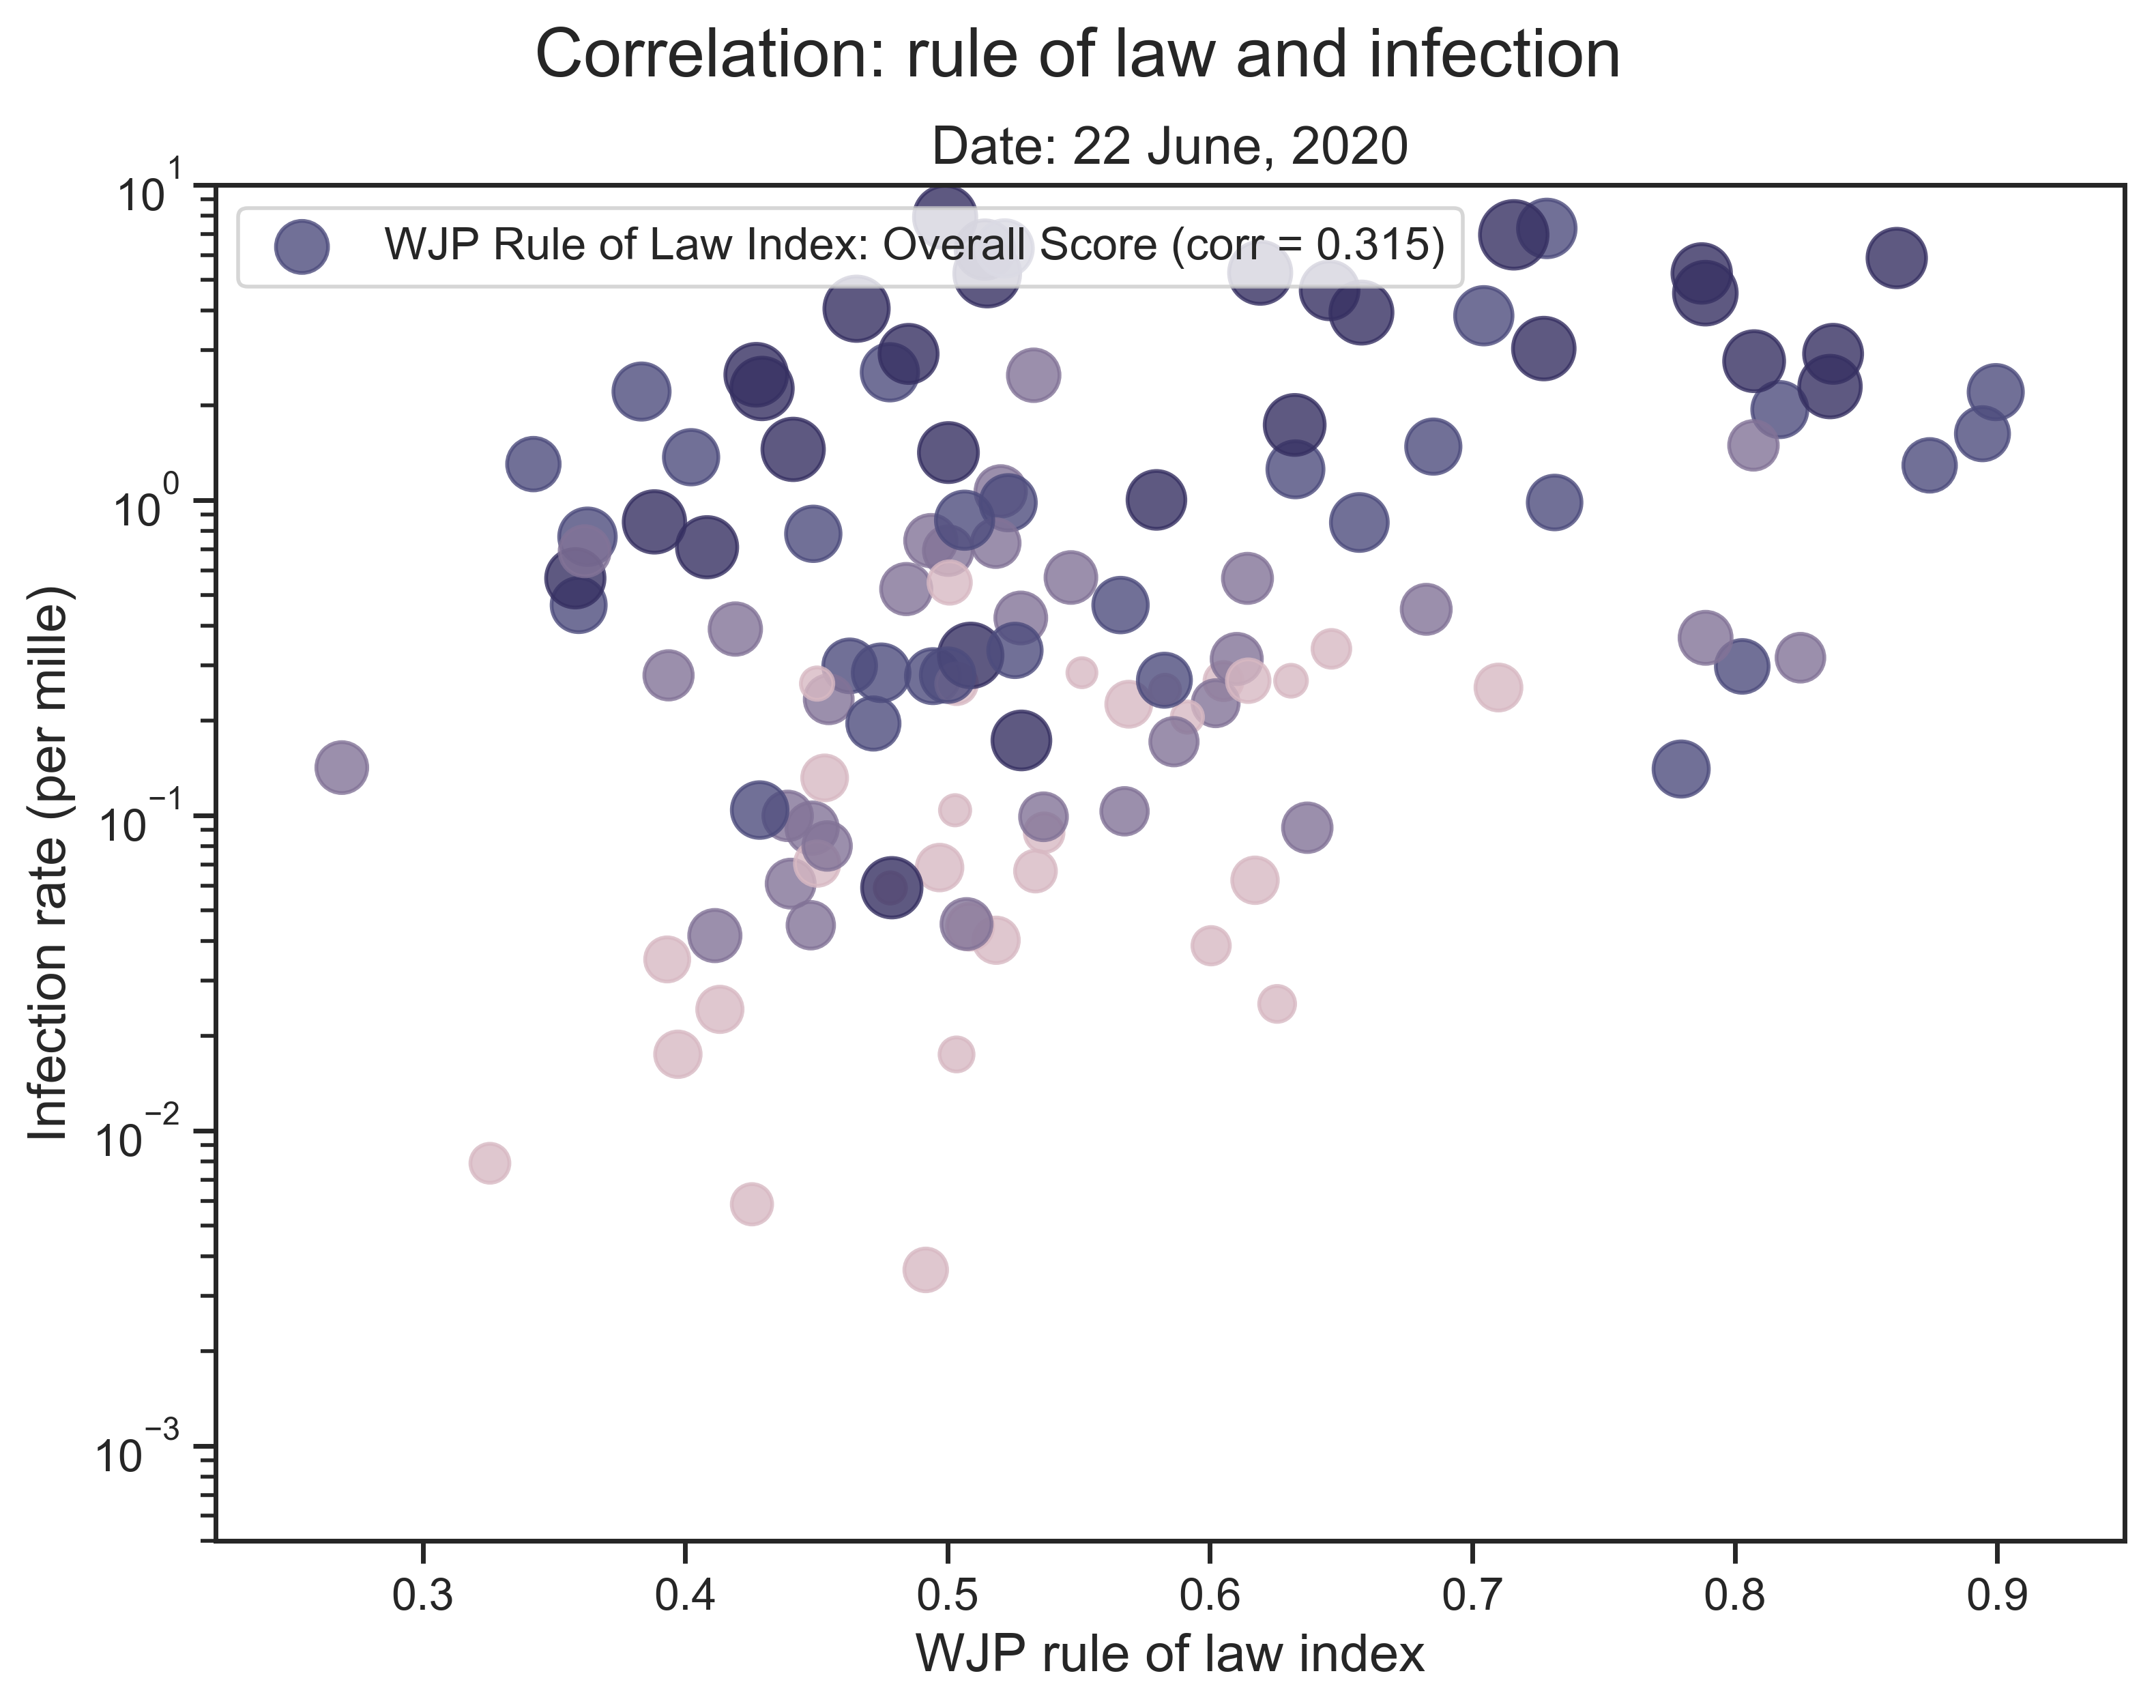 Correlation: rule of law and infection
Date: 22 June, 2020
WJP Rule of Law Index: Overall Score (corr = 0.315)
Infection rate (per mille)
10^1
10^0
10^−1
10^−2
10^−3
0.3 0.4 0.5 0.6 0.7 0.8 0.9
WJP rule of law index